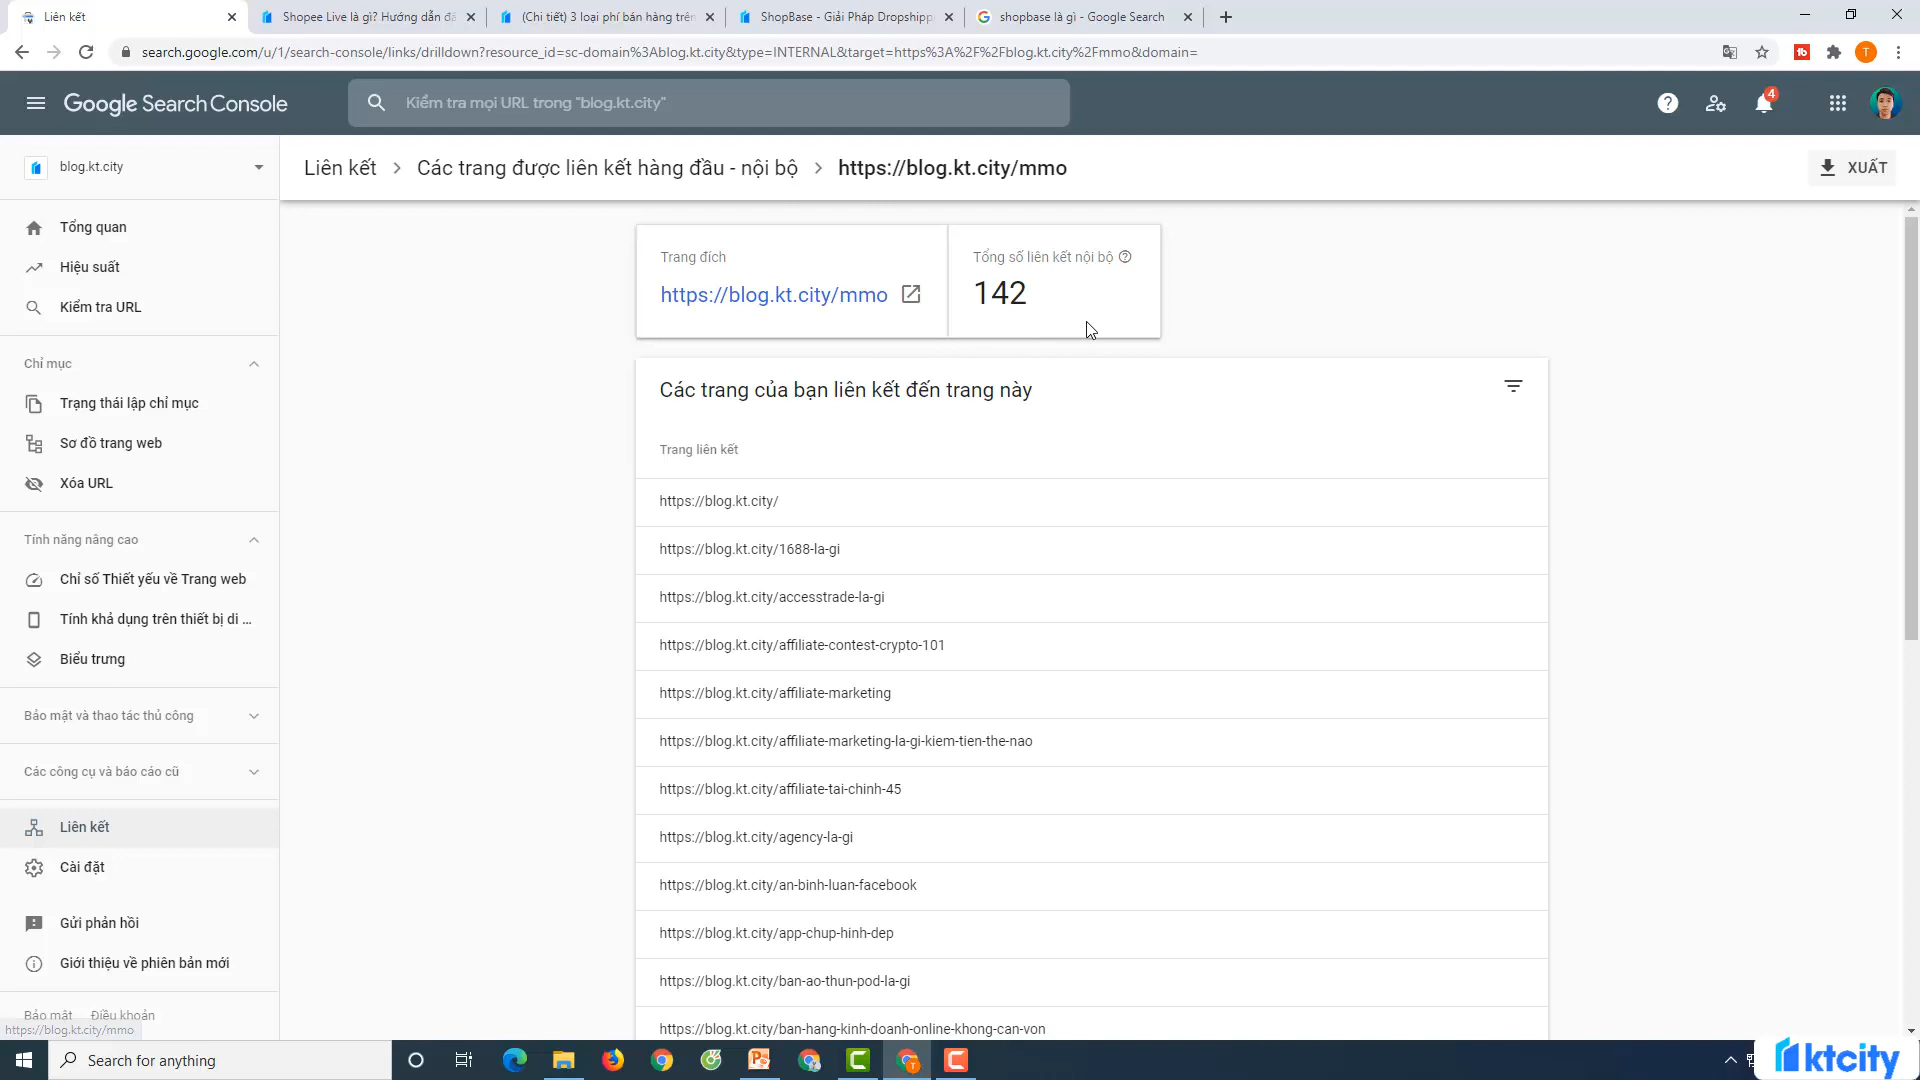 Liên kết
Shopee Live là gì? Hướng dẫn đă
(Chi tiết) 3 loại phí bán hàng trên
ShopBase - Giải Pháp Dropshipp
shopbase là gì - Google Search
search.google.com/u/1/search-console/links/drilldown?resource_id=sc-domain%3Ablog.kt.city&type=INTERNAL&target=https%3A%2F%2Fblog.kt.city%2Fmmo&domain=
T
Google Search Console
Kiểm tra mọi URL trong "blog.kt.city"
4
blog.kt.city
Liên kết > Các trang được liên kết hàng đầu - nội bộ > https://blog.kt.city/mmo
XUẤT
Tổng quan
Hiệu suất
Kiểm tra URL
Chỉ mục
Trạng thái lập chỉ mục
Sơ đồ trang web
Xóa URL
Tính năng nâng cao
Chỉ số Thiết yếu về Trang web
Tính khả dụng trên thiết bị di ...
Biểu trưng
Bảo mật và thao tác thủ công
Các công cụ và báo cáo cũ
Liên kết
Cài đặt
Gửi phản hồi
Giới thiệu về phiên bản mới
Bảo mật Điều khoản
https://blog.kt.city/mmo
Trang đích
https://blog.kt.city/mmo
Tổng số liên kết nội bộ
142
Các trang của bạn liên kết đến trang này
Trang liên kết
https://blog.kt.city/
https://blog.kt.city/1688-la-gi
https://blog.kt.city/accesstrade-la-gi
https://blog.kt.city/affiliate-contest-crypto-101
https://blog.kt.city/affiliate-marketing
https://blog.kt.city/affiliate-marketing-la-gi-kiem-tien-the-nao
https://blog.kt.city/affiliate-tai-chinh-45
https://blog.kt.city/agency-la-gi
https://blog.kt.city/an-binh-luan-facebook
https://blog.kt.city/app-chup-hinh-dep
https://blog.kt.city/ban-ao-thun-pod-la-gi
https://blog.kt.city/ban-hang-kinh-doanh-online-khong-can-von
Search for anything
ktcity